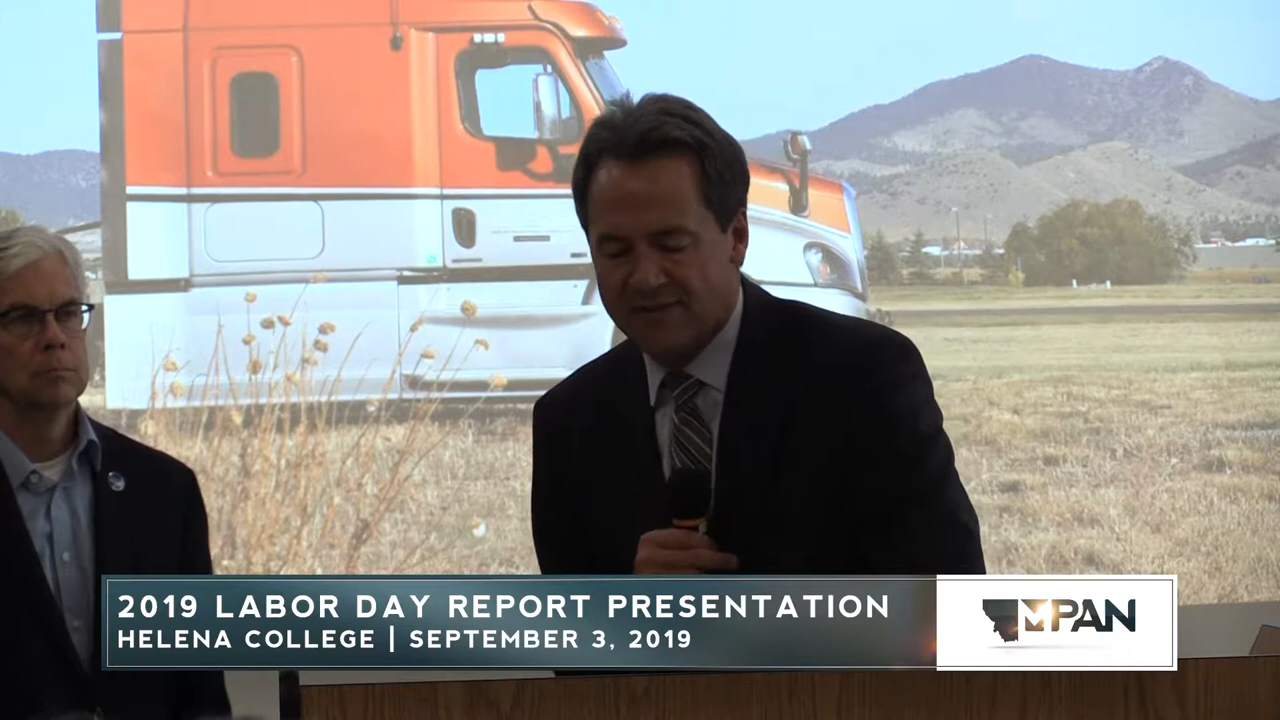 2019 LABOR DAY REPORT PRESENTATION
HELENA COLLEGE | SEPTEMBER 3, 2019
MPAN